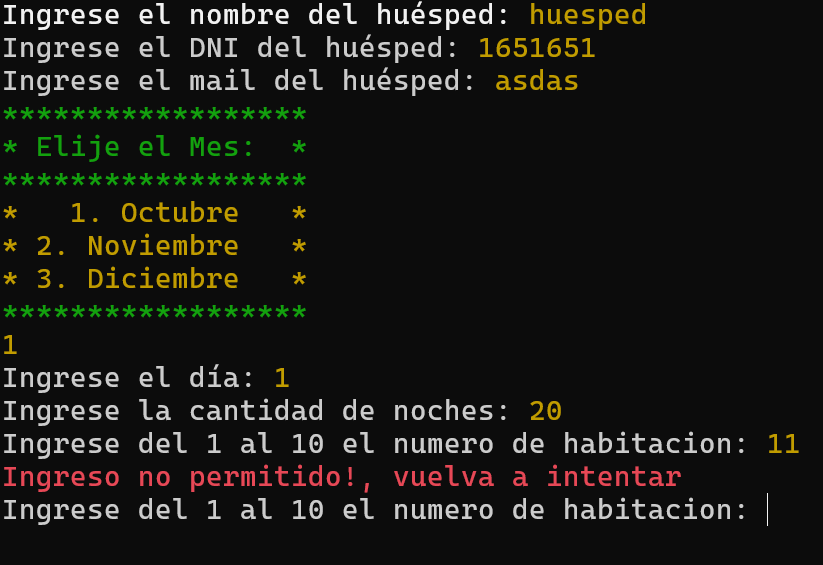 Ingrese el nombre del huésped: huesped
Ingrese el DNI del huésped: 1651651
Ingrese el mail del huésped: asdas
******************
* Elije el Mes:  *
******************
*   1. Octubre   *
* 2. Noviembre   *
* 3. Diciembre   *
******************
1
Ingrese el día: 1
Ingrese la cantidad de noches: 20
Ingrese del 1 al 10 el numero de habitacion: 11
Ingreso no permitido!, vuelva a intentar
Ingrese del 1 al 10 el numero de habitacion: